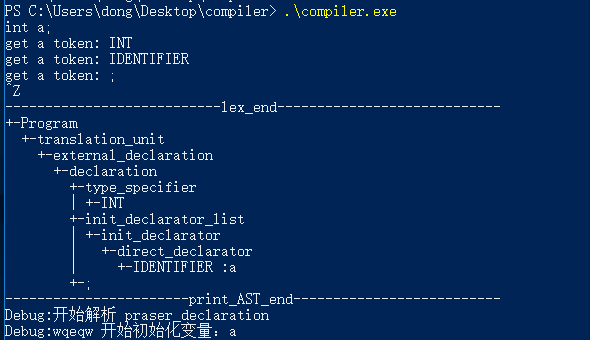 PS C:\Users\dong\Desktop\compiler> .\compiler.exe
int a;
get a token: INT
get a token: IDENTIFIER
get a token: ;
^Z
---------------------------lex_end----------------------------
+-Program
  +-translation_unit
    +-external_declaration
      +-declaration
        +-type_specifier
        | +-INT
        +-init_declarator_list
        | +-init_declarator
        |   +-direct_declarator
        |     +-IDENTIFIER :a
        +-;
-----------------------print_AST_end--------------------------
Debug:开始解析 praser_declaration
Debug:wqeqw 开始初始化变量：a